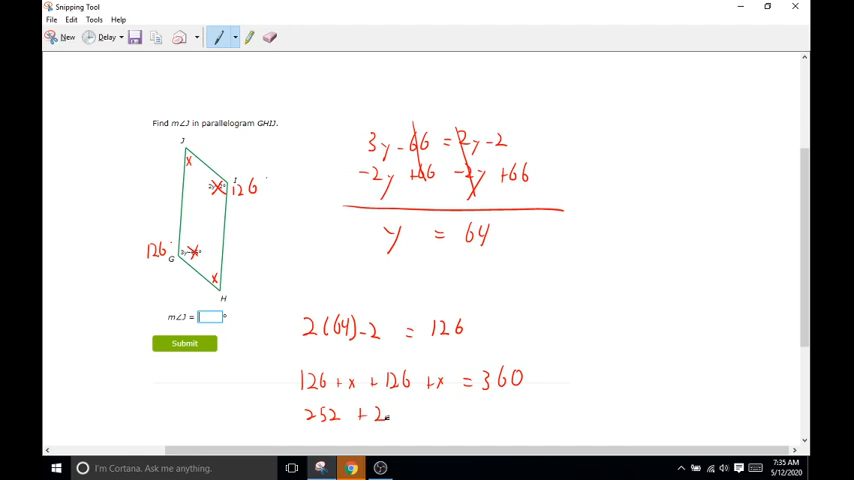 Snipping Tool
File Edit Tools Help
New Delay
Find m∠J in parallelogram GHIJ.
J
x
I
126°
126°
G
x
H
m∠J = °
Submit
3y - 66 = 2y - 2
-2y +66 -2y +66
y = 64
2(64) - 2 = 126
126 + x + 126 + x = 360
252 + 2
I'm Cortana. Ask me anything.
7:35 AM
5/12/2020